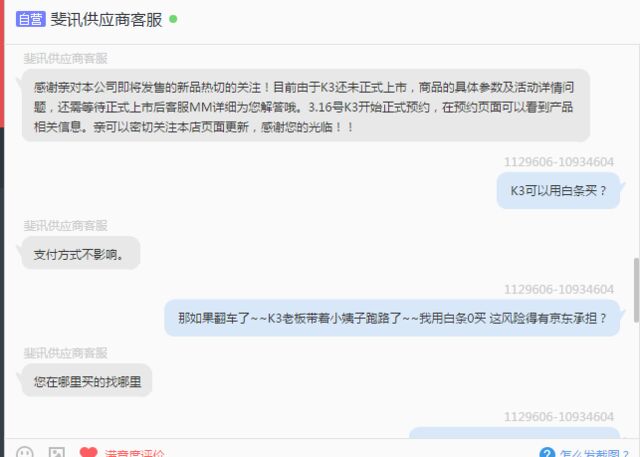 自营 斐讯供应商客服
斐讯供应商客服
感谢亲对本公司即将发售的新品热切的关注！目前由于K3还未正式上市，商品的具体参数及活动详情问
题，还需等待正式上市后客服MM详细为您解答哦。3.16号K3开始正式预约，在预约页面可以看到产品
相关信息。亲可以密切关注本店页面更新，感谢您的光临！！
1129606-10934604
K3可以用白条买？
斐讯供应商客服
支付方式不影响。
1129606-10934604
那如果翻车了~~K3老板带着小姨子跑路了~~我用白条0买 这风险得有京东承担？
斐讯供应商客服
您在哪里买的找哪里
1129606-10934604
满意度评价
? 怎么发截图？